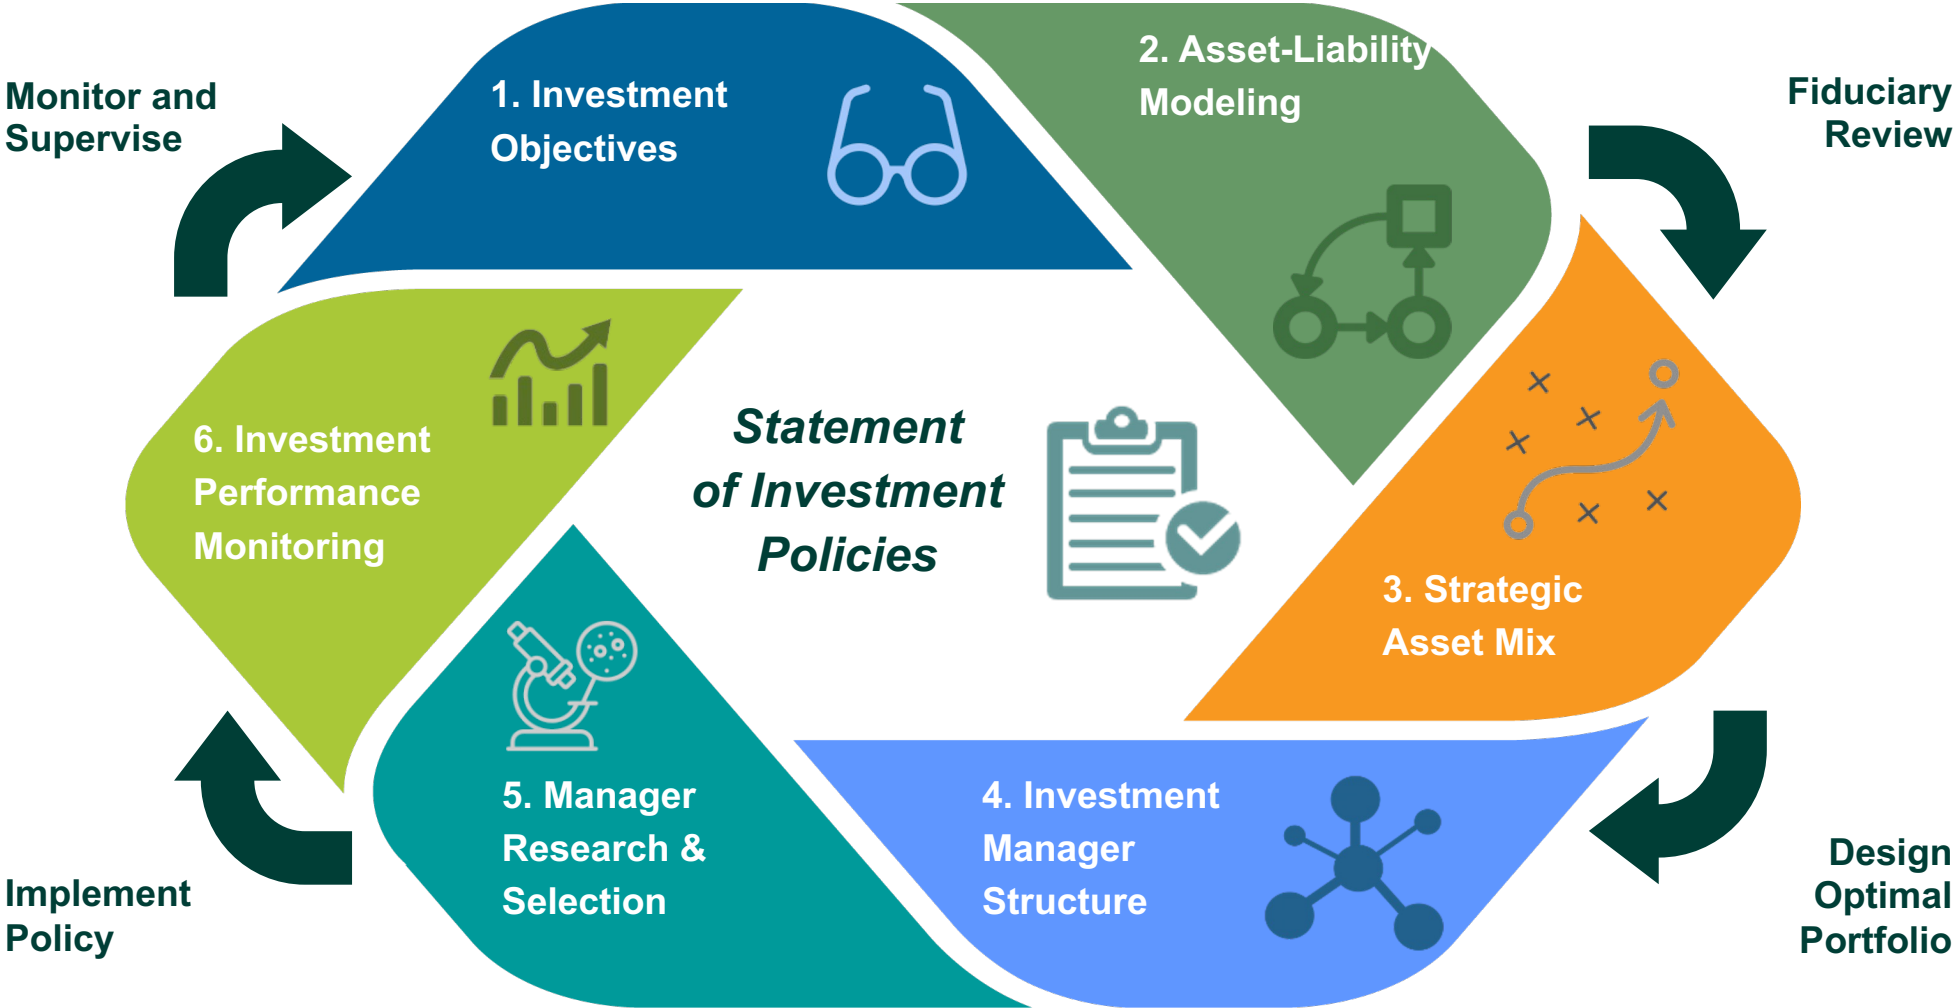 Monitor and
Supervise
1. Investment
Objectives
2. Asset-Liability
Modeling
Fiduciary
Review
3. Strategic
Asset Mix
Statement
of Investment
Policies
6. Investment
Performance
Monitoring
5. Manager
Research &
Selection
4. Investment
Manager
Structure
Design
Optimal
Portfolio
Implement
Policy